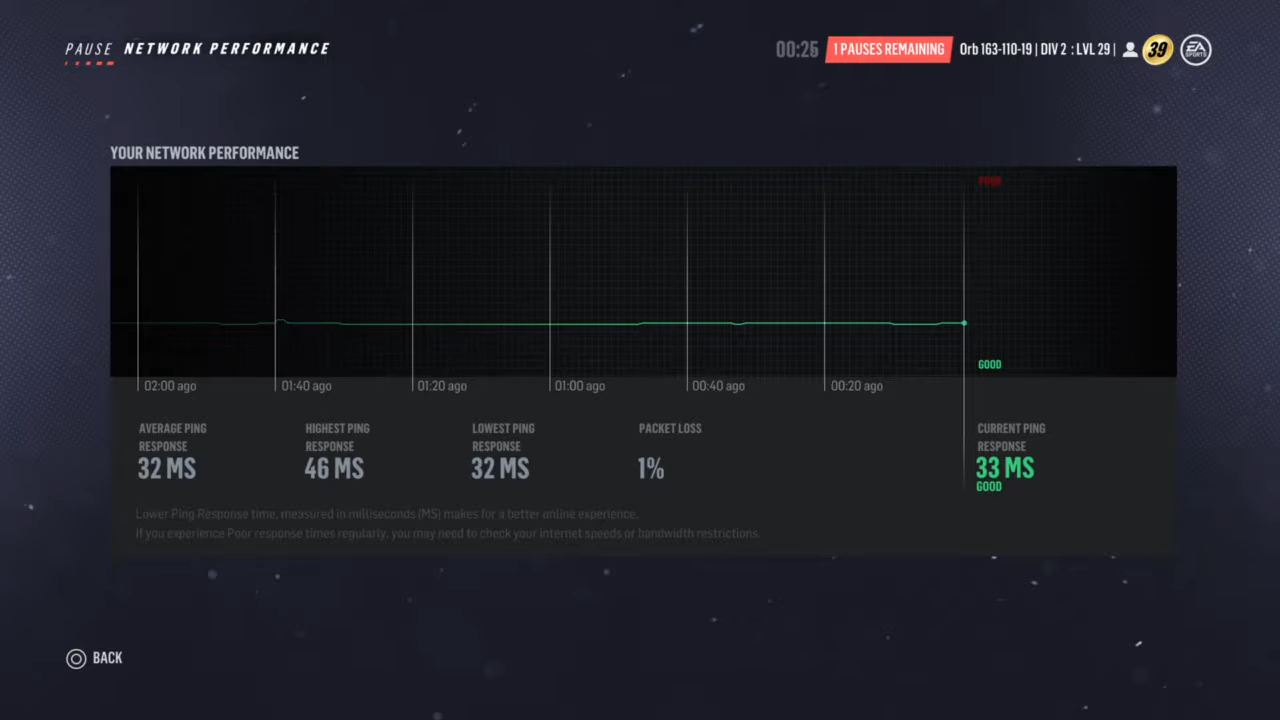 PAUSE NETWORK PERFORMANCE
00:25 1 PAUSES REMAINING Orb 163-110-19 | DIV 2 : LVL 29 | 39 EA SPORTS
YOUR NETWORK PERFORMANCE
POOR
GOOD
02:00 ago 01:40 ago 01:20 ago 01:00 ago 00:40 ago 00:20 ago
AVERAGE PING RESPONSE
32 MS
HIGHEST PING RESPONSE
46 MS
LOWEST PING RESPONSE
32 MS
PACKET LOSS
1%
CURRENT PING RESPONSE
33 MS
GOOD
Lower Ping Response time, measured in milliseconds (MS) makes for a better online experience.
If you experience Poor response times regularly, you may need to check your internet speeds or bandwidth restrictions.
BACK